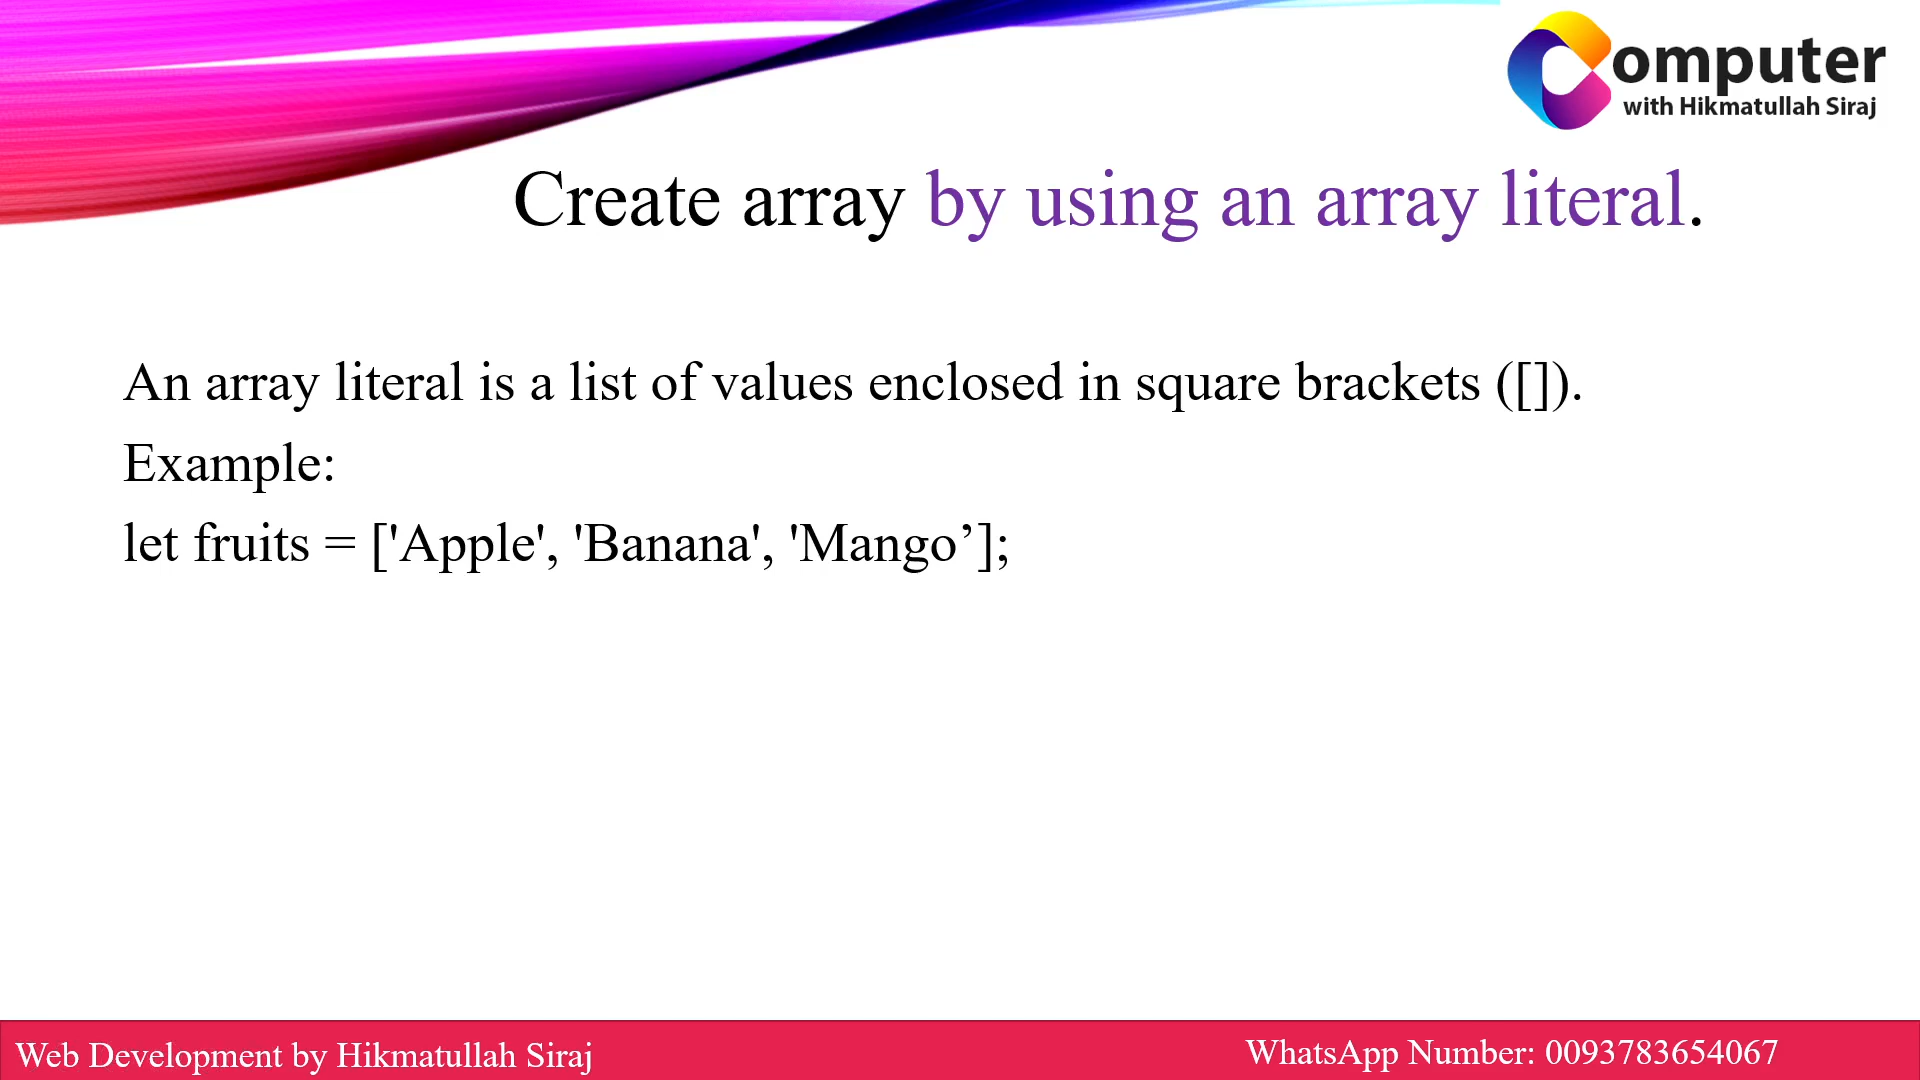 Computer
with Hikmatullah Siraj
Create array by using an array literal.
An array literal is a list of values enclosed in square brackets ([]).
Example:
let fruits = ['Apple', 'Banana', 'Mango’];
Web Development by Hikmatullah Siraj
WhatsApp Number: 0093783654067